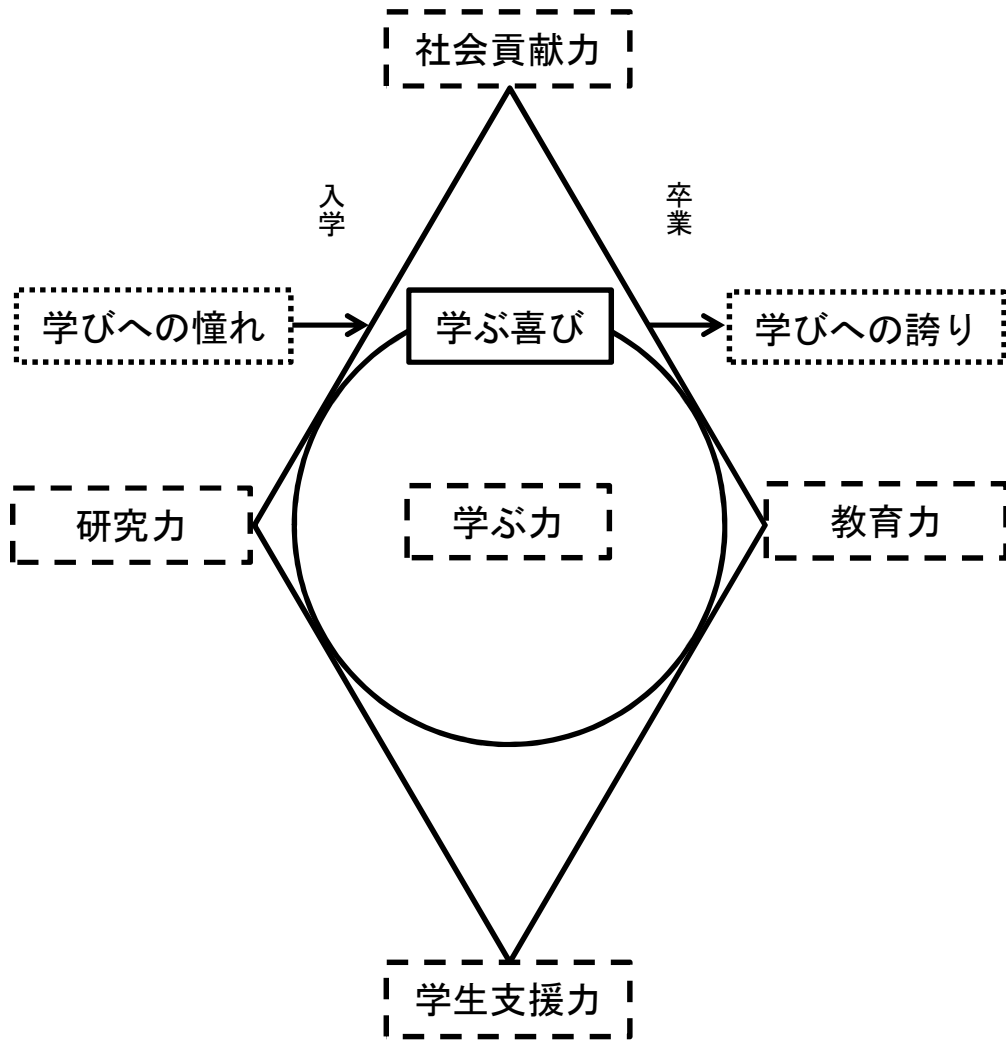 社会貢献力
入学
卒業
学びへの憧れ
学ぶ喜び
学びへの誇り
研究力
学ぶ力
教育力
学生支援力